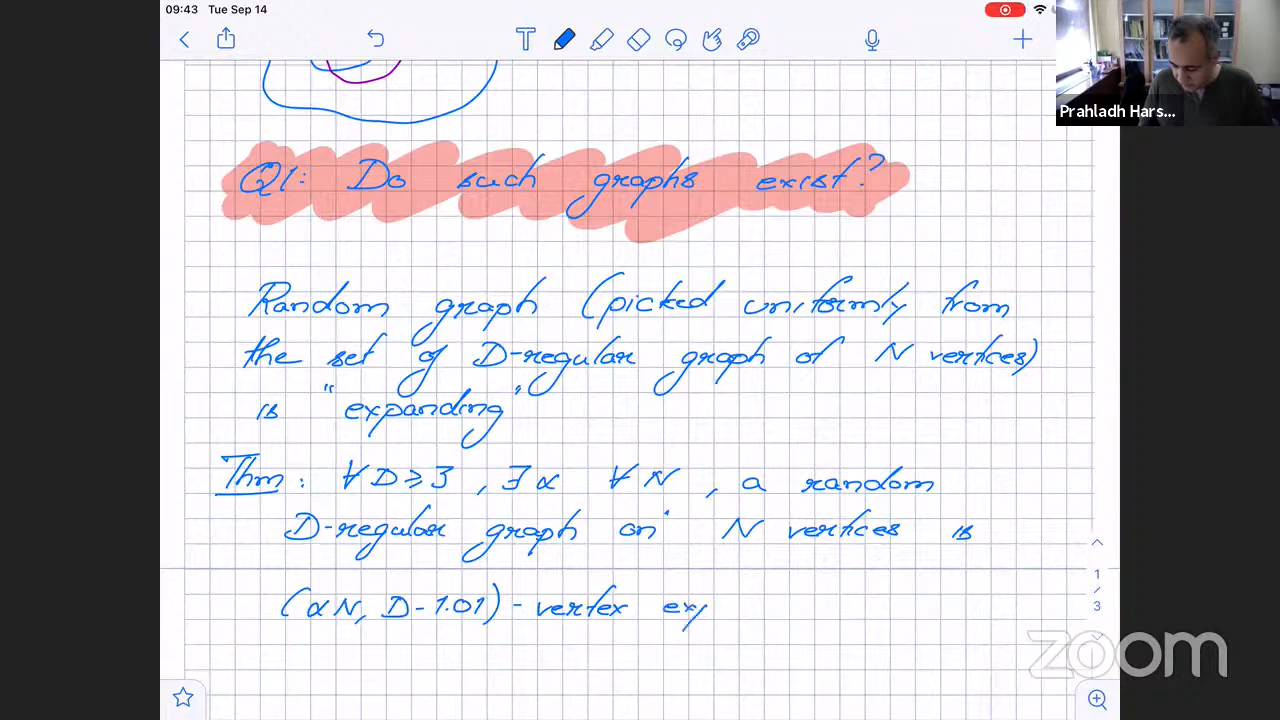 09:43 Tue Sep 14
Prahladh Hars...
Q1: Do such graphs exist?
Random graph (picked uniformly from
the set of D-regular graph of N vertices)
is "expanding"
Thm: ∀ D ≥ 3, ∃ α ∀ N, a random
D-regular graph on N vertices is
(αN, D-1.01) - vertex exp
1
/
3
zoom